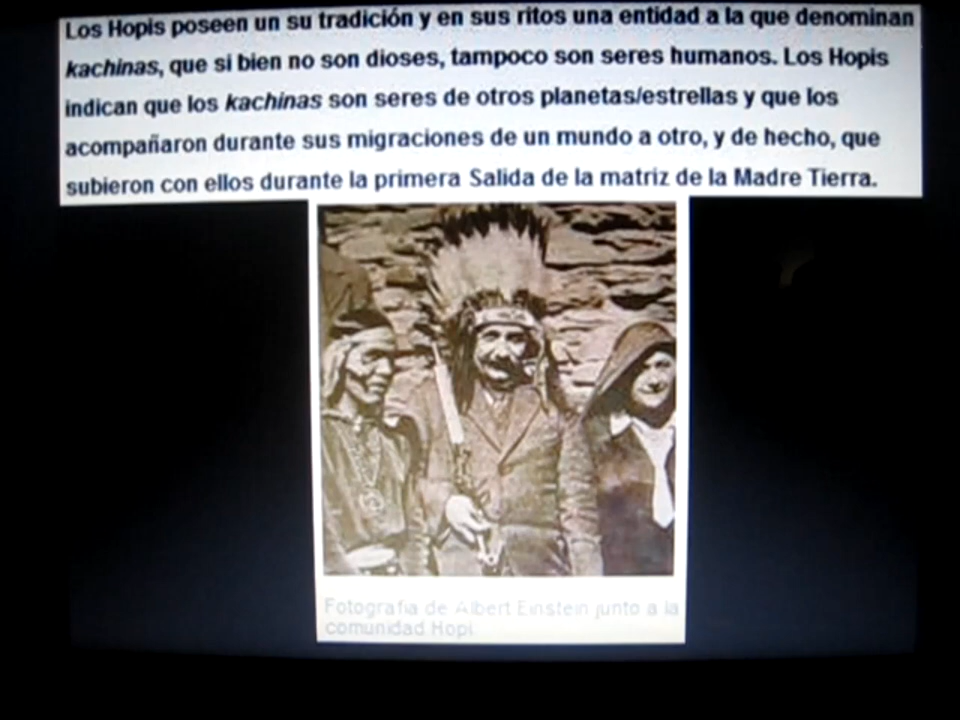 Los Hopis poseen un su tradición y en sus ritos una entidad a la que denominan
kachinas, que si bien no son dioses, tampoco son seres humanos. Los Hopis
indican que los kachinas son seres de otros planetas/estrellas y que los
acompañaron durante sus migraciones de un mundo a otro, y de hecho, que
subieron con ellos durante la primera Salida de la matriz de la Madre Tierra.
Fotografia de Albert Einstein junto a la
comunidad Hopi